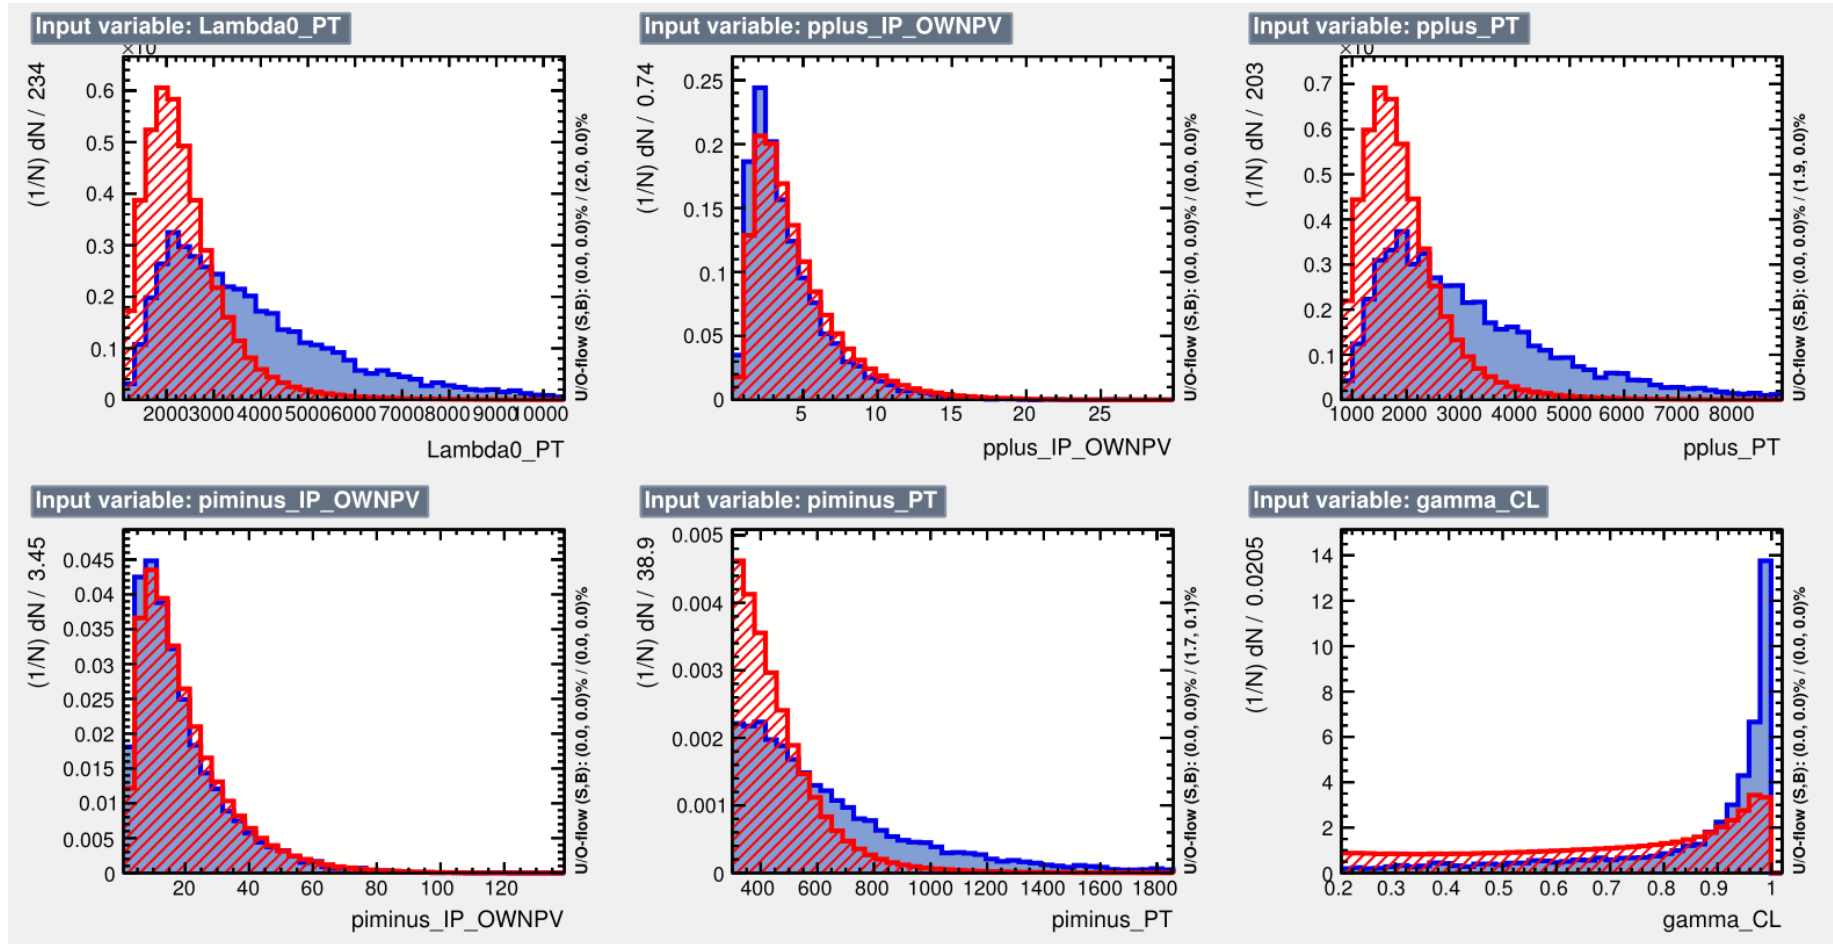 Input variable: Lambda0_PT
×10
(1/N) dN / 234
0.6
0.5
0.4
0.3
0.2
0.1
0
2000 3000 4000 5000 6000 7000 8000 9000 10000
Lambda0_PT
U/O-flow (S,B): (0.0, 0.0)% / (2.0, 0.0)%
Input variable: pplus_IP_OWNPV
(1/N) dN / 0.74
0.25
0.2
0.15
0.1
0.05
0
5 10 15 20 25
pplus_IP_OWNPV
U/O-flow (S,B): (0.0, 0.0)% / (0.0, 0.0)%
Input variable: pplus_PT
×10
(1/N) dN / 203
0.7
0.6
0.5
0.4
0.3
0.2
0.1
0
1000 2000 3000 4000 5000 6000 7000 8000
pplus_PT
U/O-flow (S,B): (0.0, 0.0)% / (1.9, 0.0)%
Input variable: piminus_IP_OWNPV
(1/N) dN / 3.45
0.045
0.04
0.035
0.03
0.025
0.02
0.015
0.01
0.005
0
20 40 60 80 100 120
piminus_IP_OWNPV
U/O-flow (S,B): (0.0, 0.0)% / (0.0, 0.0)%
Input variable: piminus_PT
(1/N) dN / 38.9
0.005
0.004
0.003
0.002
0.001
0
400 600 800 1000 1200 1400 1600 1800
piminus_PT
U/O-flow (S,B): (0.0, 0.0)% / (1.7, 0.1)%
Input variable: gamma_CL
(1/N) dN / 0.0205
14
12
10
8
6
4
2
0
0.2 0.3 0.4 0.5 0.6 0.7 0.8 0.9 1
gamma_CL
U/O-flow (S,B): (0.0, 0.0)% / (0.0, 0.0)%